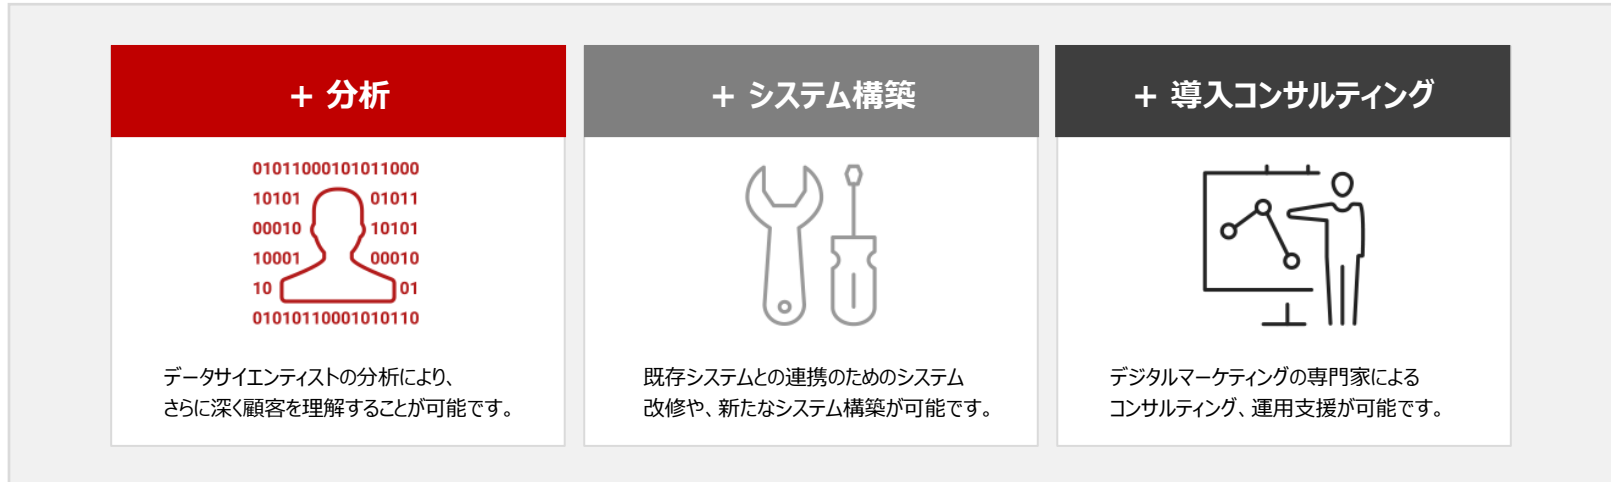 + 分析
01011000101011000
10101 01011
00010 10101
10001 00010
10 01
01010110001010110
データサイエンティストの分析により、
さらに深く顧客を理解することが可能です。
+ システム構築
既存システムとの連携のためのシステム
改修や、新たなシステム構築が可能です。
+ 導入コンサルティング
デジタルマーケティングの専門家による
コンサルティング、運用支援が可能です。